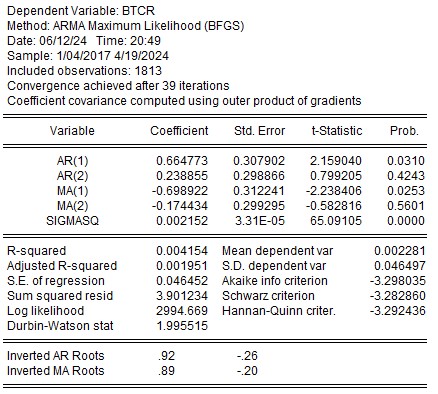 Dependent Variable: BTCR
Method: ARMA Maximum Likelihood (BFGS)
Date: 06/12/24 Time: 20:49
Sample: 1/04/2017 4/19/2024
Included observations: 1813
Convergence achieved after 39 iterations
Coefficient covariance computed using outer product of gradients
Variable Coefficient Std. Error t-Statistic Prob.
AR(1) 0.664773 0.307902 2.159040 0.0310
AR(2) 0.238855 0.298866 0.799205 0.4243
MA(1) -0.698922 0.312241 -2.238406 0.0253
MA(2) -0.174434 0.299295 -0.582816 0.5601
SIGMASQ 0.002152 3.31E-05 65.09105 0.0000
R-squared 0.004154 Mean dependent var 0.002281
Adjusted R-squared 0.001951 S.D. dependent var 0.046497
S.E. of regression 0.046452 Akaike info criterion -3.298035
Sum squared resid 3.901234 Schwarz criterion -3.282860
Log likelihood 2994.669 Hannan-Quinn criter. -3.292436
Durbin-Watson stat 1.995515
Inverted AR Roots .92 -.26
Inverted MA Roots .89 -.20